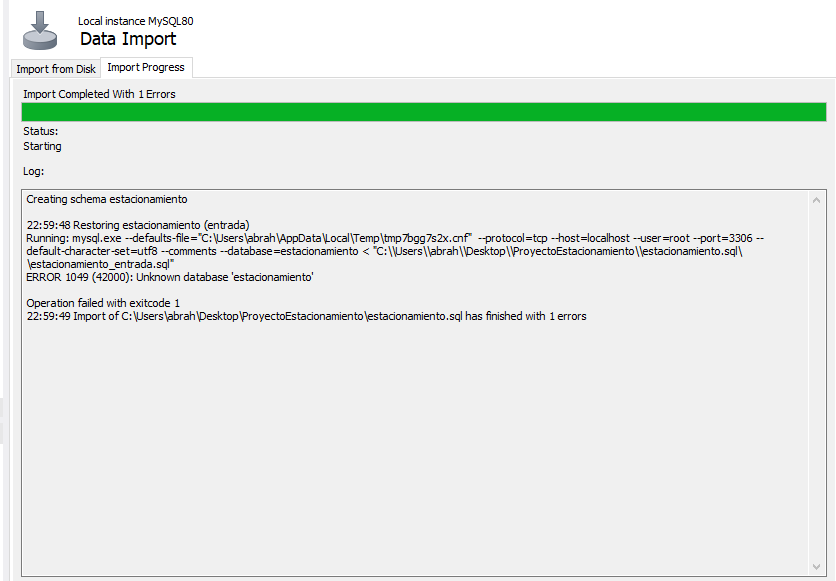 Local instance MySQL80
Data Import
Import from Disk
Import Progress
Import Completed With 1 Errors
Status:
Starting
Log:
Creating schema estacionamiento
22:59:48 Restoring estacionamiento (entrada)
Running: mysql.exe --defaults-file="C:\Users\abrah\AppData\Local\Temp\tmp7bgg7s2x.cnf"  --protocol=tcp --host=localhost --user=root --port=3306 --
default-character-set=utf8 --comments --database=estacionamiento < "C:\\Users\\abrah\\Desktop\\ProyectoEstacionamiento\\estacionamiento.sql\
\estacionamiento_entrada.sql"
ERROR 1049 (42000): Unknown database 'estacionamiento'
Operation failed with exitcode 1
22:59:49 Import of C:\Users\abrah\Desktop\ProyectoEstacionamiento\estacionamiento.sql has finished with 1 errors